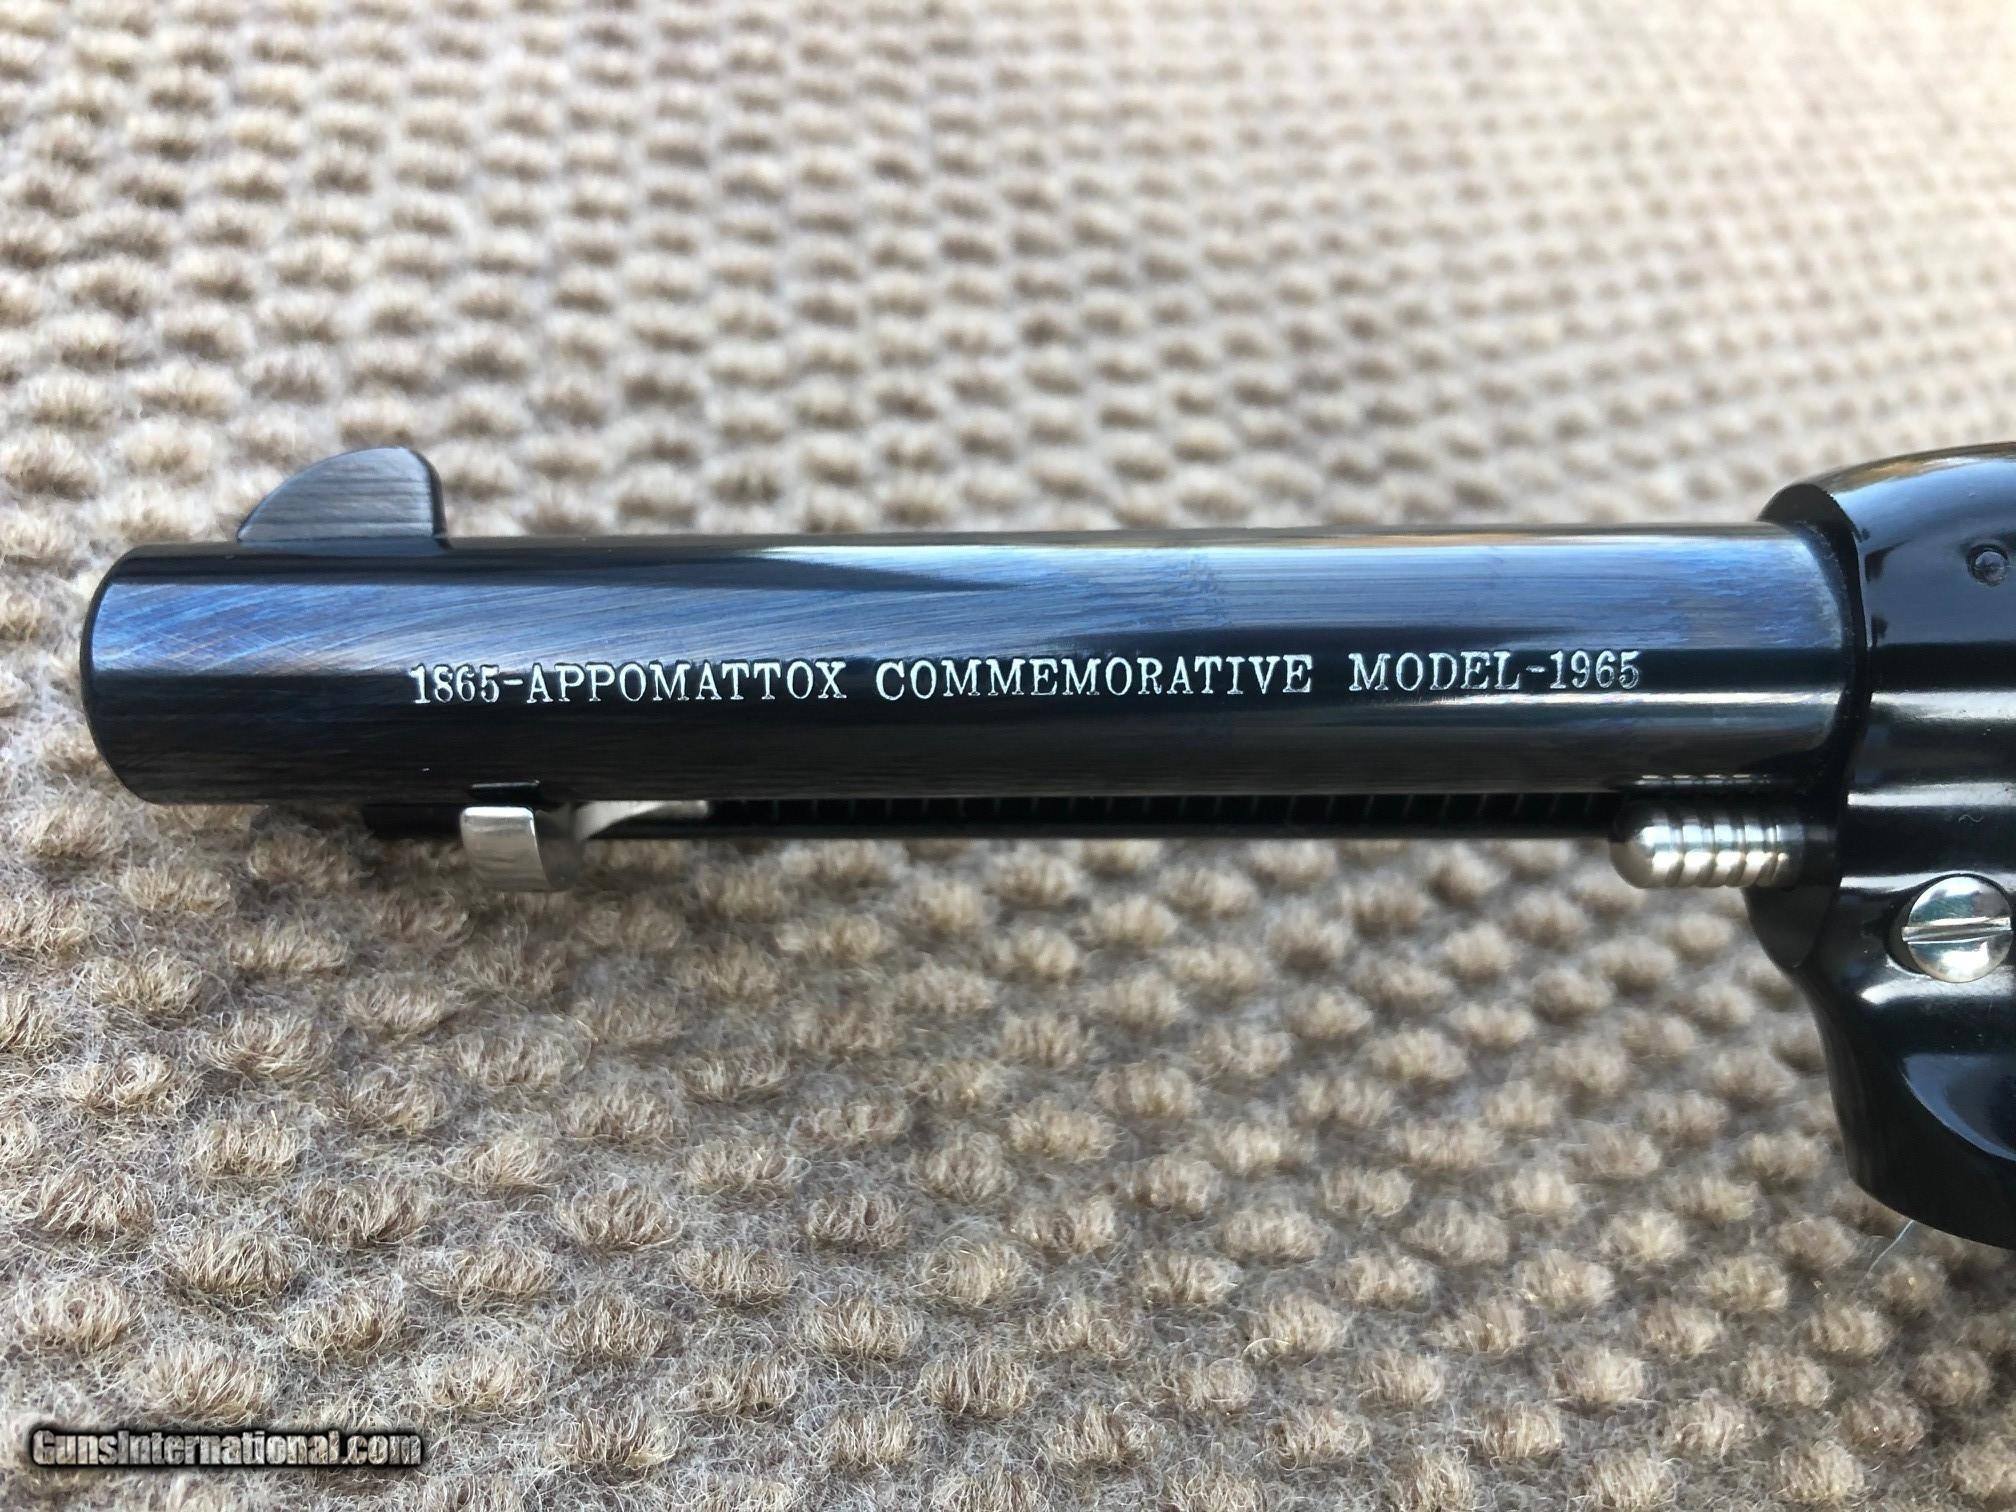 1865-APPOMATTOX COMMEMORATIVE MODEL-1965
GunsInternational.com